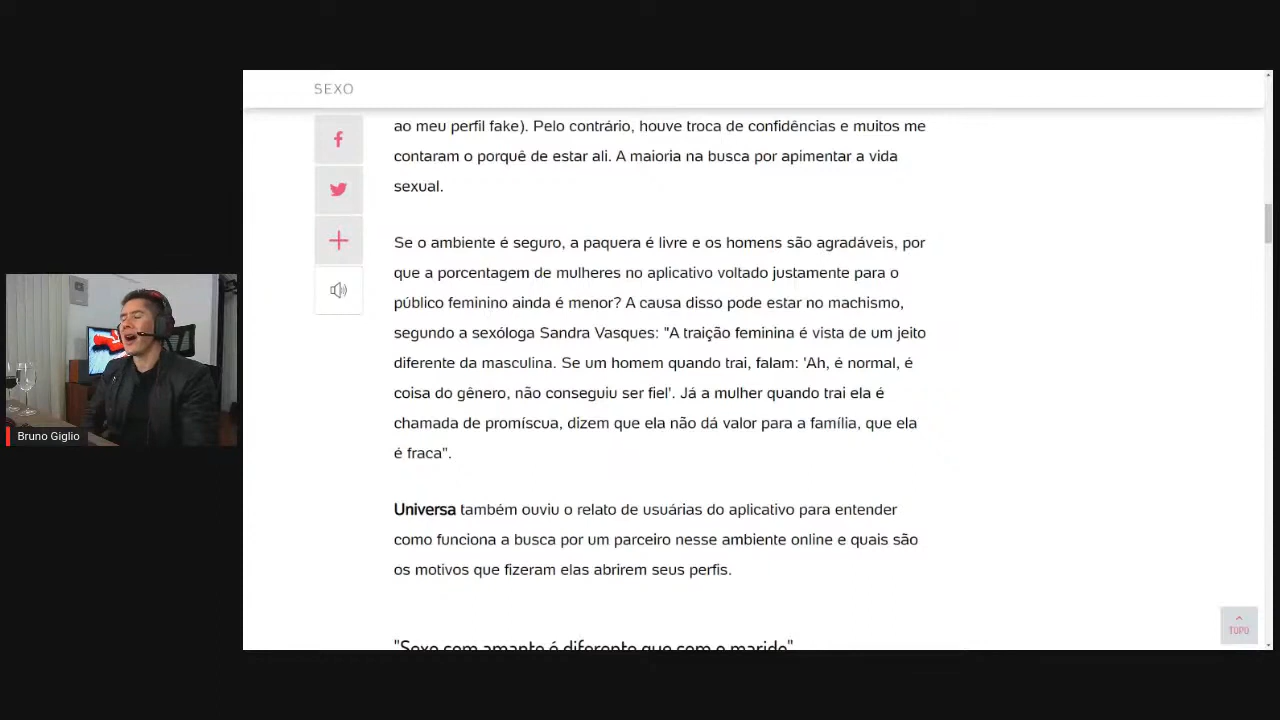 SEXO
ao meu perfil fake). Pelo contrário, houve troca de confidências e muitos me
contaram o porquê de estar ali. A maioria na busca por apimentar a vida
sexual.
Se o ambiente é seguro, a paquera é livre e os homens são agradáveis, por
que a porcentagem de mulheres no aplicativo voltado justamente para o
público feminino ainda é menor? A causa disso pode estar no machismo,
segundo a sexóloga Sandra Vasques: "A traição feminina é vista de um jeito
diferente da masculina. Se um homem quando trai, falam: 'Ah, é normal, é
coisa do gênero, não conseguiu ser fiel'. Já a mulher quando trai ela é
chamada de promíscua, dizem que ela não dá valor para a família, que ela
é fraca".
Universa também ouviu o relato de usuárias do aplicativo para entender
como funciona a busca por um parceiro nesse ambiente online e quais são
os motivos que fizeram elas abrirem seus perfis.
"Sexo com amante é diferente que com o marido"
TOPO
Bruno Giglio